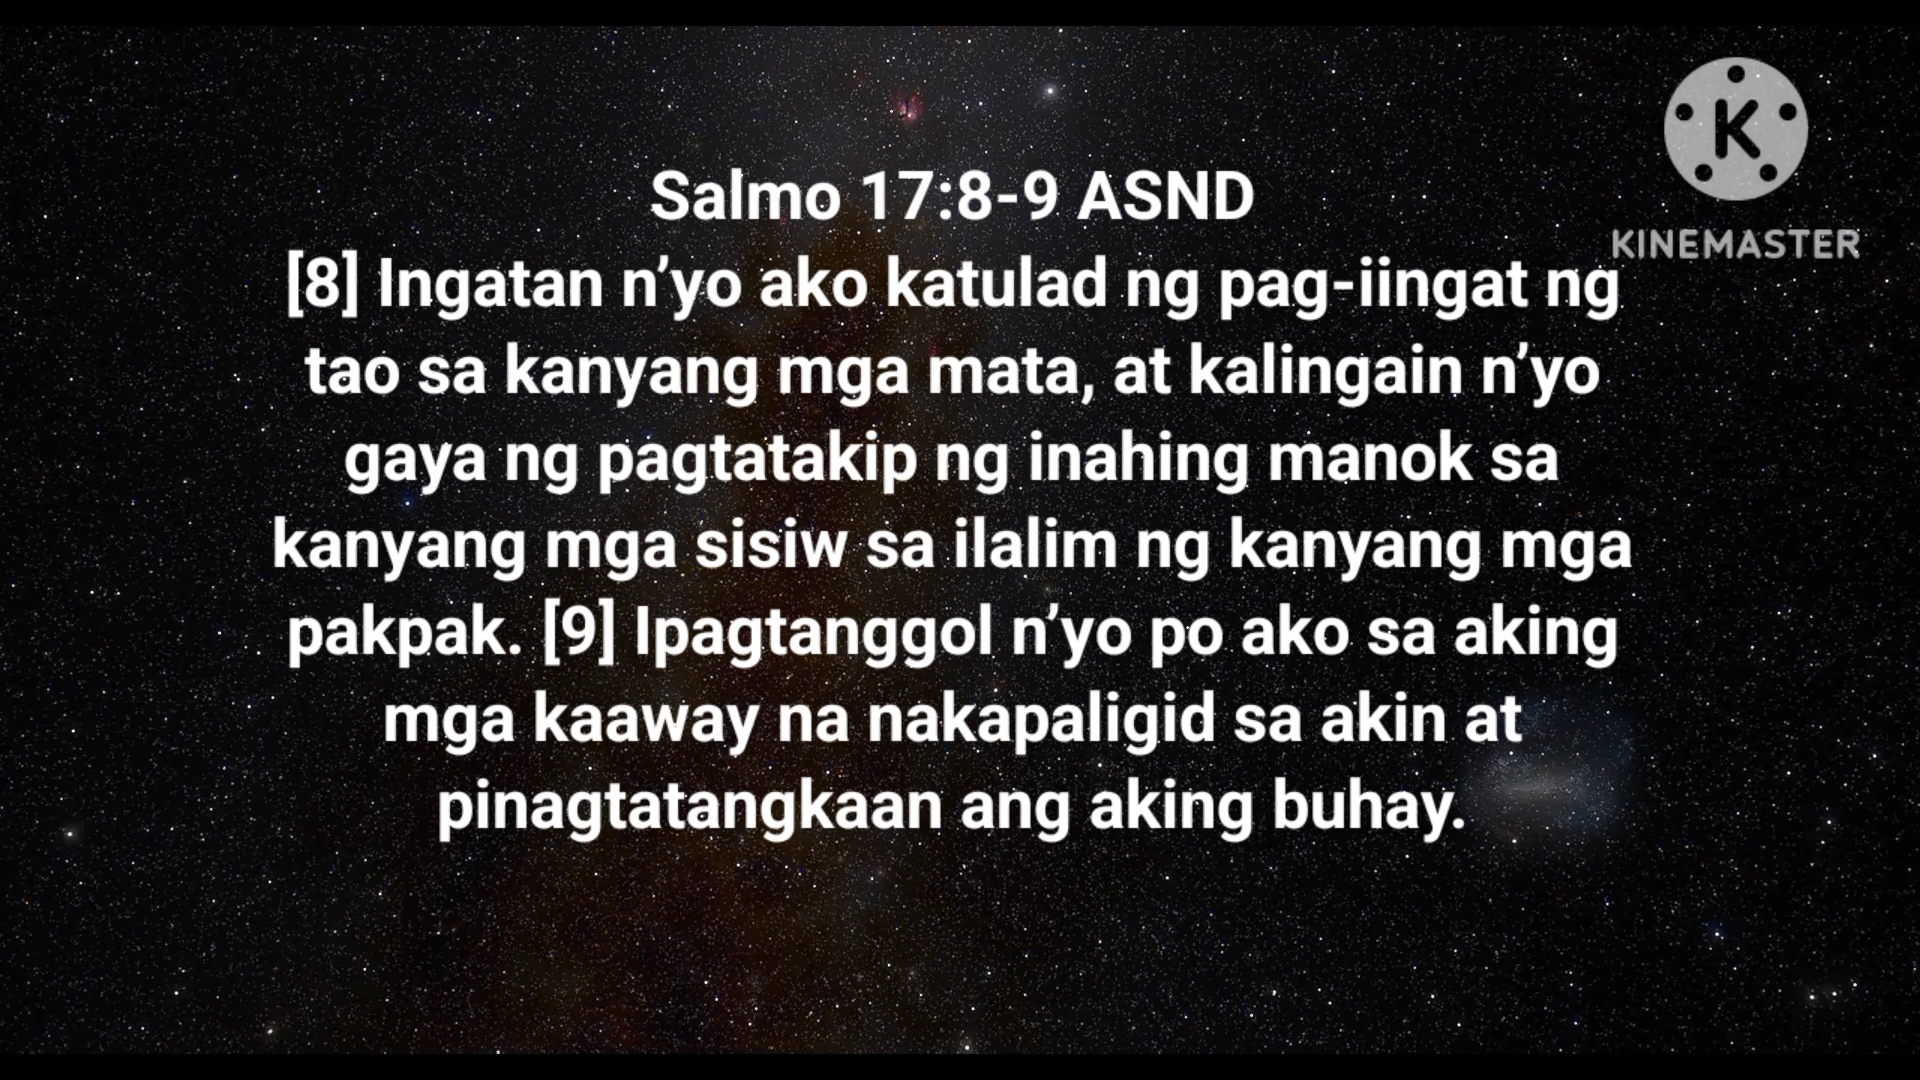 Salmo 17:8-9 ASND
[8] Ingatan n’yo ako katulad ng pag-iingat ng
tao sa kanyang mga mata, at kalingain n’yo
gaya ng pagtatakip ng inahing manok sa
kanyang mga sisiw sa ilalim ng kanyang mga
pakpak. [9] Ipagtanggol n’yo po ako sa aking
mga kaaway na nakapaligid sa akin at
pinagtatangkaan ang aking buhay.
K
KINEMASTER